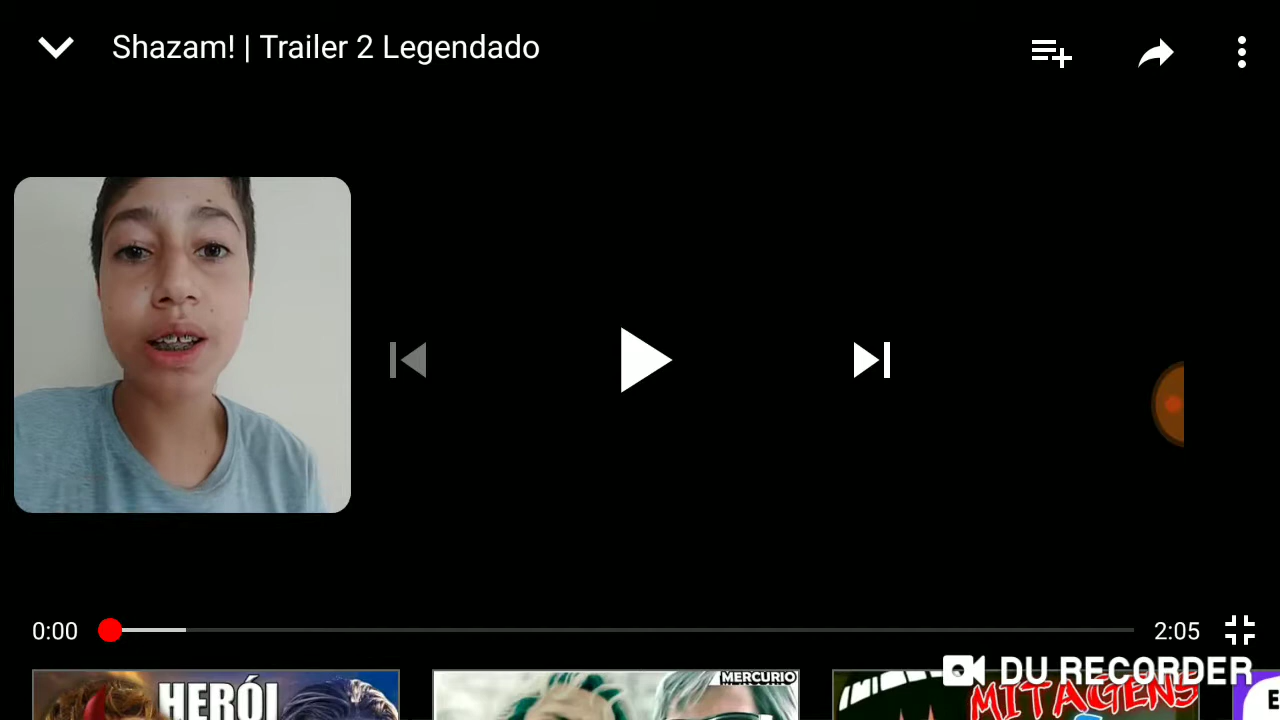 Shazam! | Trailer 2 Legendado
0:00
2:05
DU RECORDER
HERÓI
MERCURIO
MITAGENS
E